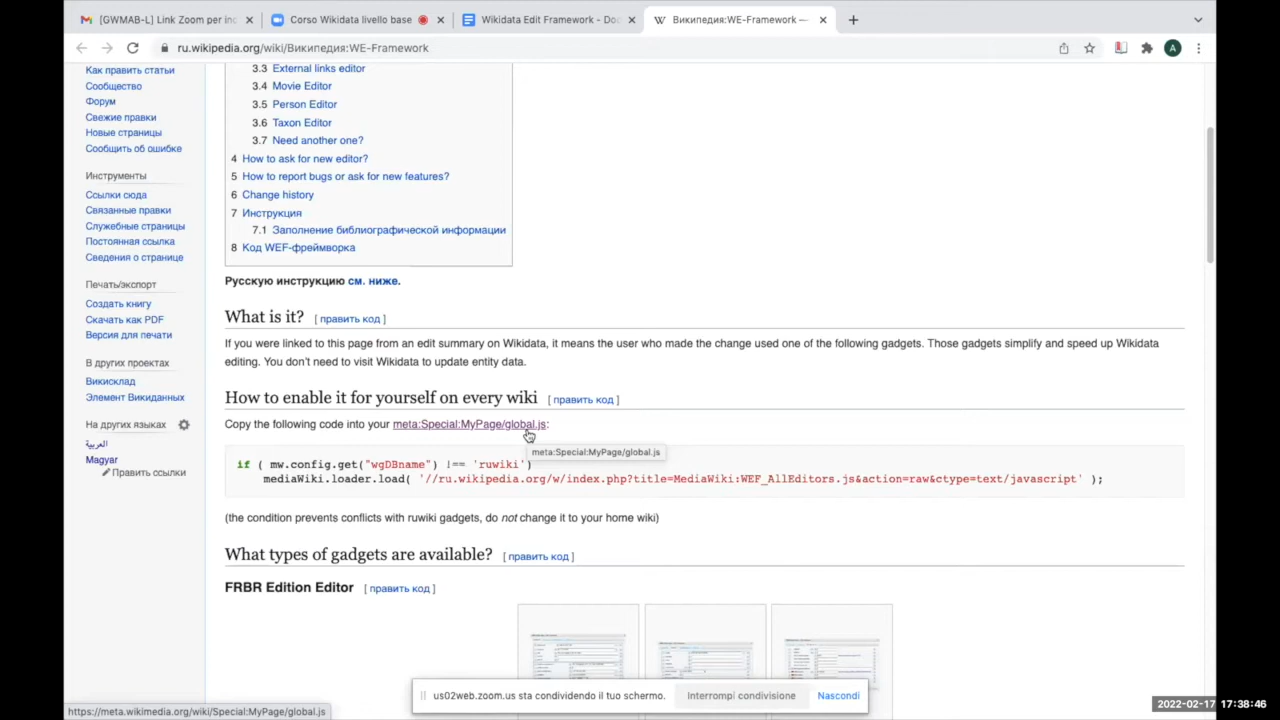 [GWMAB-L] Link Zoom per inc
Corso Wikidata livello base
Wikidata Edit Framework - Doc
Википедия:WE-Framework —
ru.wikipedia.org/wiki/Википедия:WE-Framework
A
Как править статьи
Сообщество
Форум
Свежие правки
Новые страницы
Сообщить об ошибке
Инструменты
Ссылки сюда
Связанные правки
Служебные страницы
Постоянная ссылка
Сведения о странице
Печать/экспорт
Создать книгу
Скачать как PDF
Версия для печати
В других проектах
Викисклад
Элемент Викиданных
На других языках
العربية
Magyar
Править ссылки
3.3 External links editor
3.4 Movie Editor
3.5 Person Editor
3.6 Taxon Editor
3.7 Need another one?
4 How to ask for new editor?
5 How to report bugs or ask for new features?
6 Change history
7 Инструкция
7.1 Заполнение библиографической информации
8 Код WEF-фреймворка
Русскую инструкцию см. ниже.
What is it? [ править код ]
If you were linked to this page from an edit summary on Wikidata, it means the user who made the change used one of the following gadgets. Those gadgets simplify and speed up Wikidata
editing. You don't need to visit Wikidata to update entity data.
How to enable it for yourself on every wiki [ править код ]
Copy the following code into your meta:Special:MyPage/global.js:
meta:Special:MyPage/global.js
if ( mw.config.get("wgDBname") !== 'ruwiki')
mediaWiki.loader.load( '//ru.wikipedia.org/w/index.php?title=MediaWiki:WEF_AllEditors.js&action=raw&ctype=text/javascript' );
(the condition prevents conflicts with ruwiki gadgets, do not change it to your home wiki)
What types of gadgets are available? [ править код ]
FRBR Edition Editor [ править код ]
us02web.zoom.us sta condividendo il tuo schermo.
Interrompi condivisione
Nascondi
https://meta.wikimedia.org/wiki/Special:MyPage/global.js
2022-02-17 17:38:46